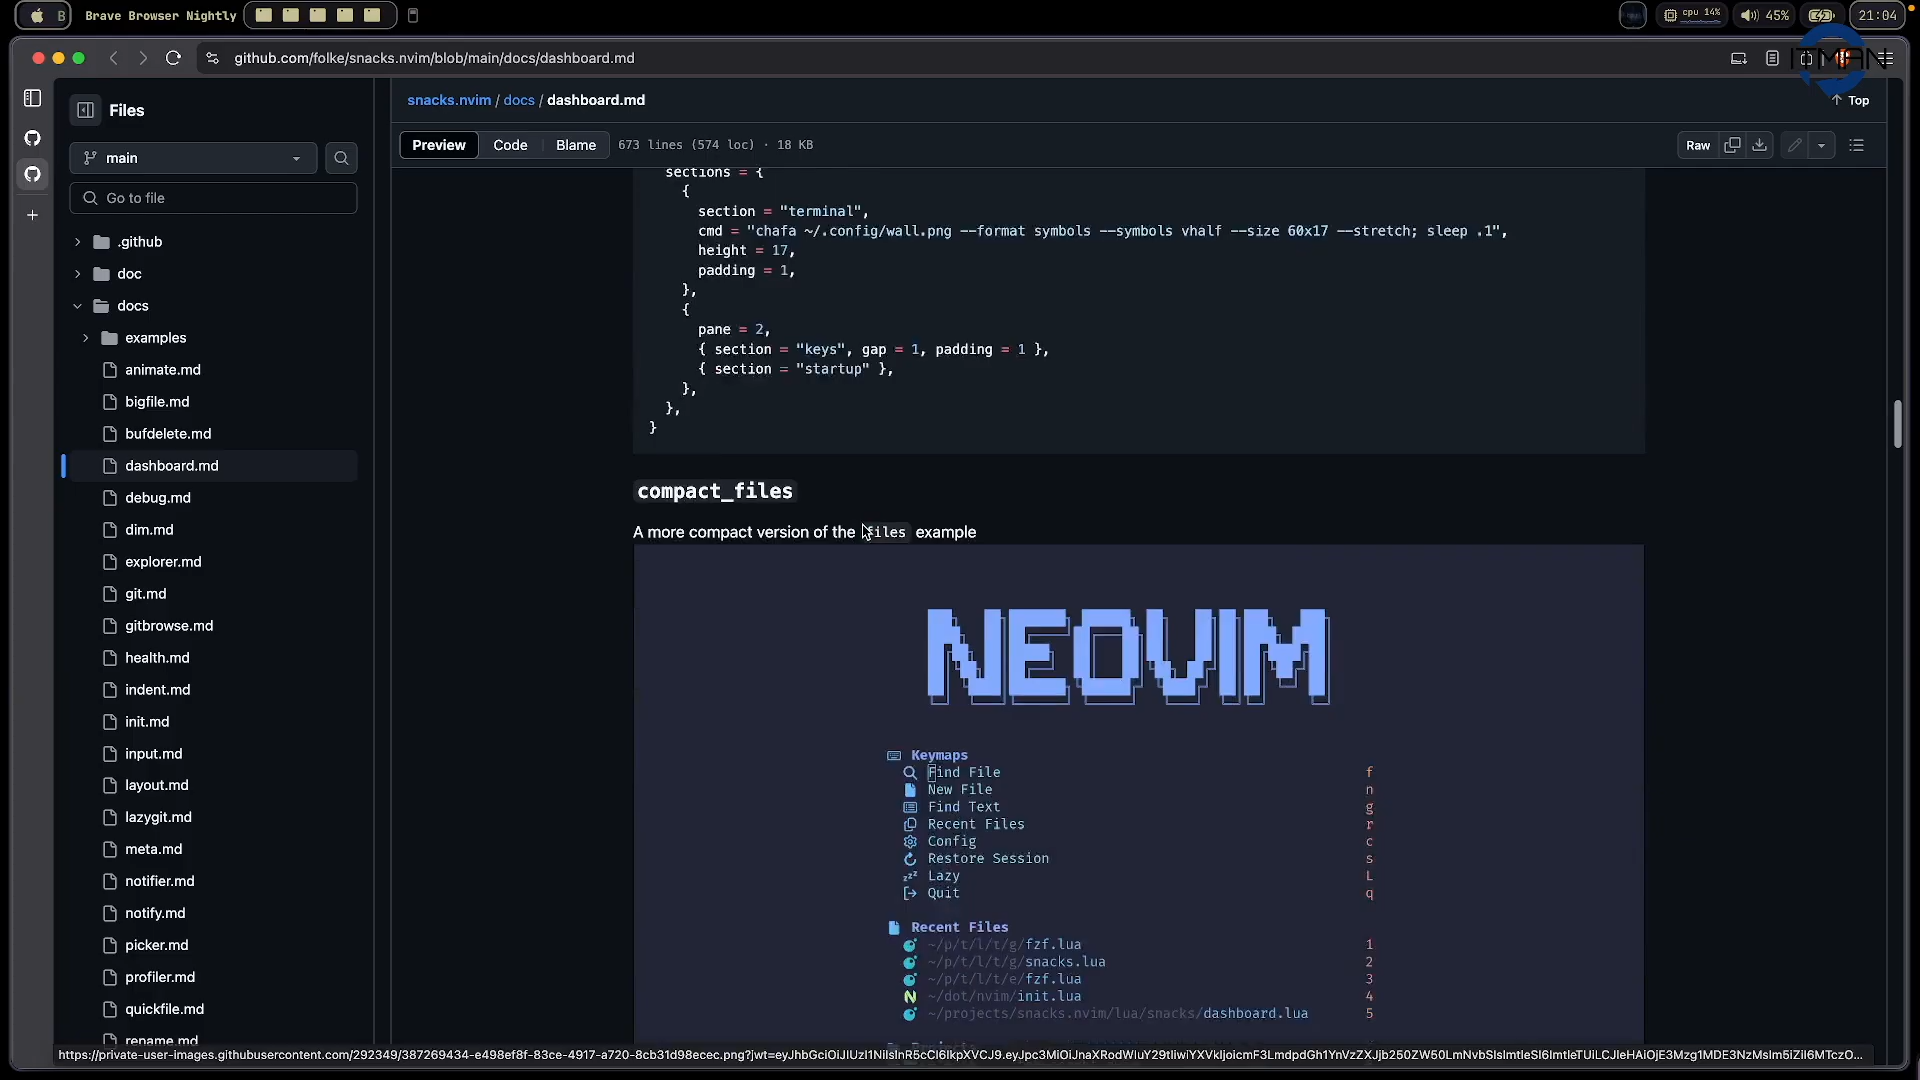 B Brave Browser Nightly
cpu 14% 45% 21:04
github.com/folke/snacks.nvim/blob/main/docs/dashboard.md
ITMAN
Files
snacks.nvim / docs / dashboard.md
Top
main
Preview Code Blame 673 lines (574 loc) · 18 KB
Raw
Go to file
.github
doc
docs
examples
animate.md
bigfile.md
bufdelete.md
dashboard.md
debug.md
dim.md
explorer.md
git.md
gitbrowse.md
health.md
indent.md
init.md
input.md
layout.md
lazygit.md
meta.md
notifier.md
notify.md
picker.md
profiler.md
quickfile.md
rename.md
sections = {
{
section = "terminal",
cmd = "chafa ~/.config/wall.png --format symbols --symbols vhalf --size 60x17 --stretch; sleep .1",
height = 17,
padding = 1,
},
{
pane = 2,
{ section = "keys", gap = 1, padding = 1 },
{ section = "startup" },
},
},
}
compact_files
A more compact version of the files example
NEOVIM
Keymaps
Find File f
New File n
Find Text g
Recent Files r
Config c
Restore Session s
Lazy L
Quit q
Recent Files
~/p/t/l/t/g/fzf.lua 1
~/p/t/l/t/g/snacks.lua 2
~/p/t/l/t/e/fzf.lua 3
~/dot/nvim/init.lua 4
~/projects/snacks.nvim/lua/snacks/dashboard.lua 5
Projects